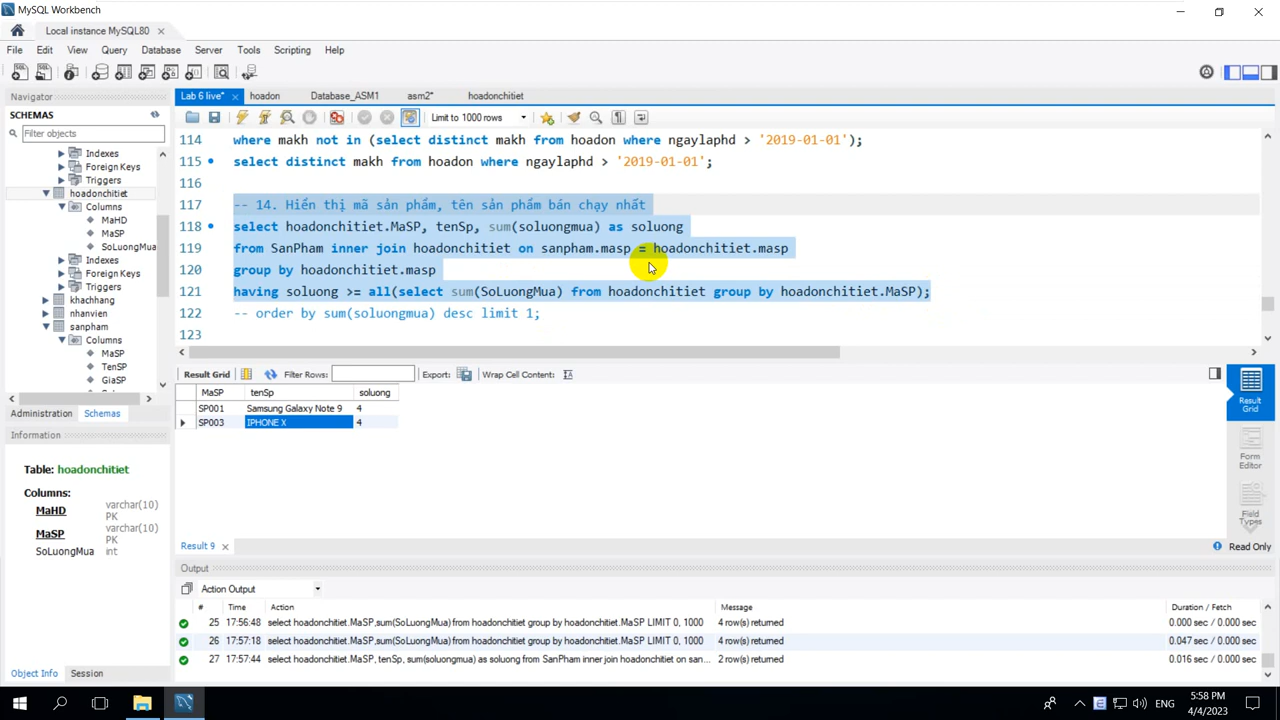 MySQL Workbench
Local instance MySQL80
File Edit View Query Database Server Tools Scripting Help
Navigator
SCHEMAS
Filter objects
Indexes
Foreign Keys
Triggers
hoadonchitiet
Columns
MaHD
MaSP
SoLuongMua
Indexes
Foreign Keys
Triggers
khachhang
nhanvien
sanpham
Columns
MaSP
TenSP
GiaSP
Administration Schemas
Information
Table: hoadonchitiet
Columns:
MaHD varchar(10) PK
MaSP varchar(10) PK
SoLuongMua int
Object Info Session
Lab 6 live* hoadon Database_ASM1 asm2* hoadonchitiet
Limit to 1000 rows
114 where makh not in (select distinct makh from hoadon where ngaylaphd > '2019-01-01');
115 select distinct makh from hoadon where ngaylaphd > '2019-01-01';
116
117 -- 14. Hiển thị mã sản phẩm, tên sản phẩm bán chạy nhất
118 select hoadonchitiet.MaSP, tenSp, sum(soluongmua) as soluong
119 from SanPham inner join hoadonchitiet on sanpham.masp = hoadonchitiet.masp
120 group by hoadonchitiet.masp
121 having soluong >= all(select sum(SoLuongMua) from hoadonchitiet group by hoadonchitiet.MaSP);
122 -- order by sum(soluongmua) desc limit 1;
123
Result Grid Filter Rows: Export: Wrap Cell Content:
MaSP tenSp soluong
SP001 Samsung Galaxy Note 9 4
SP003 IPHONE X 4
Result Grid
Form Editor
Field Types
Result 9
Read Only
Output
Action Output
# Time Action Message Duration / Fetch
25 17:56:48 select hoadonchitiet.MaSP,sum(SoLuongMua) from hoadonchitiet group by hoadonchitiet.MaSP LIMIT 0, 1000 4 row(s) returned 0.000 sec / 0.000 sec
26 17:57:18 select hoadonchitiet.MaSP,sum(SoLuongMua) from hoadonchitiet group by hoadonchitiet.MaSP LIMIT 0, 1000 4 row(s) returned 0.047 sec / 0.000 sec
27 17:57:44 select hoadonchitiet.MaSP, tenSp, sum(soluongmua) as soluong from SanPham inner join hoadonchitiet on san... 2 row(s) returned 0.016 sec / 0.000 sec
ENG
5:58 PM
4/4/2023